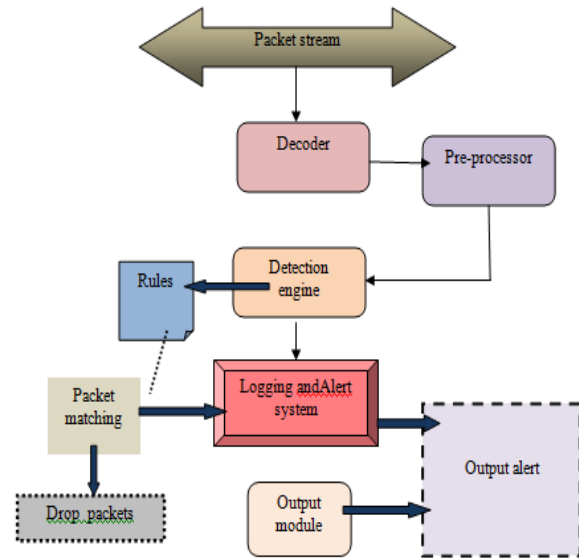 Packet stream
Decoder
Pre-processor
Detection
engine
Rules
Logging andAlert
system
Packet
matching
Output alert
Output
module
Drop packets